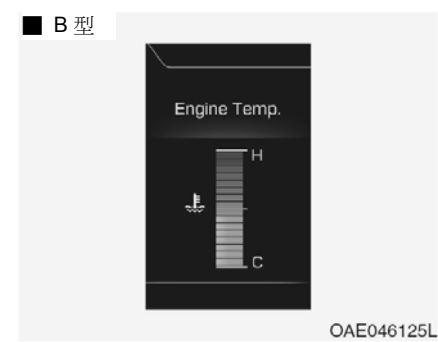 ■ B 型
Engine Temp.
H
C
OAE046125L